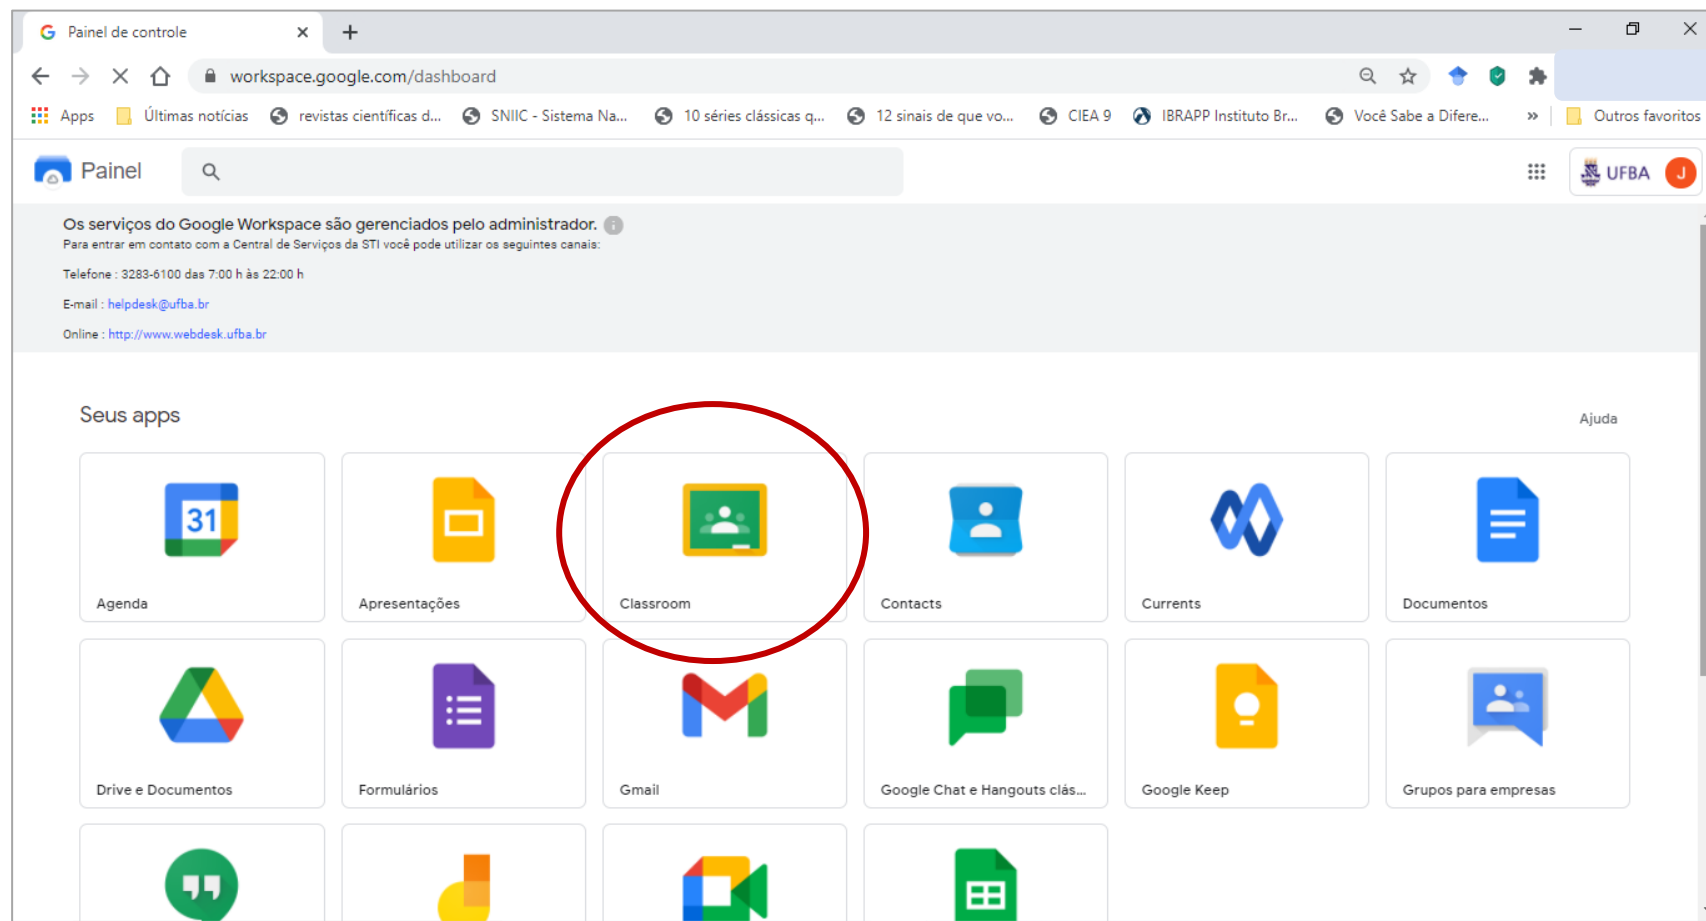 Painel de controle
workspace.google.com/dashboard
Apps Últimas notícias revistas científicas d... SNIIC - Sistema Na... 10 séries clássicas q... 12 sinais de que vo... CIEA 9 IBRAPP Instituto Br... Você Sabe a Difere... » Outros favoritos
Painel UFBA J
Os serviços do Google Workspace são gerenciados pelo administrador.
Para entrar em contato com a Central de Serviços da STI você pode utilizar os seguintes canais:
Telefone : 3283-6100 das 7:00 h às 22:00 h
E-mail : helpdesk@ufba.br
Online : http://www.webdesk.ufba.br
Seus apps Ajuda
31
Agenda Apresentações Classroom Contacts Currents Documentos
Drive e Documentos Formulários Gmail Google Chat e Hangouts clás... Google Keep Grupos para empresas